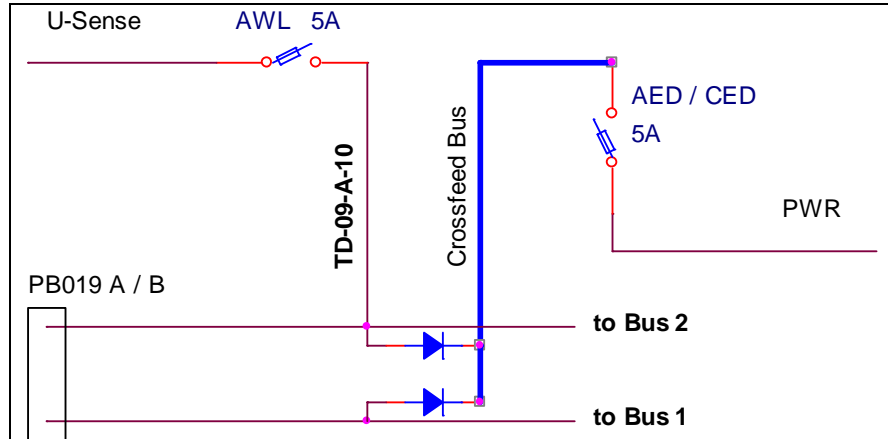 U-Sense
AWL 5A
AED / CED
5A
TD-09-A-10
Crossfeed Bus
PWR
PB019 A / B
to Bus 2
to Bus 1